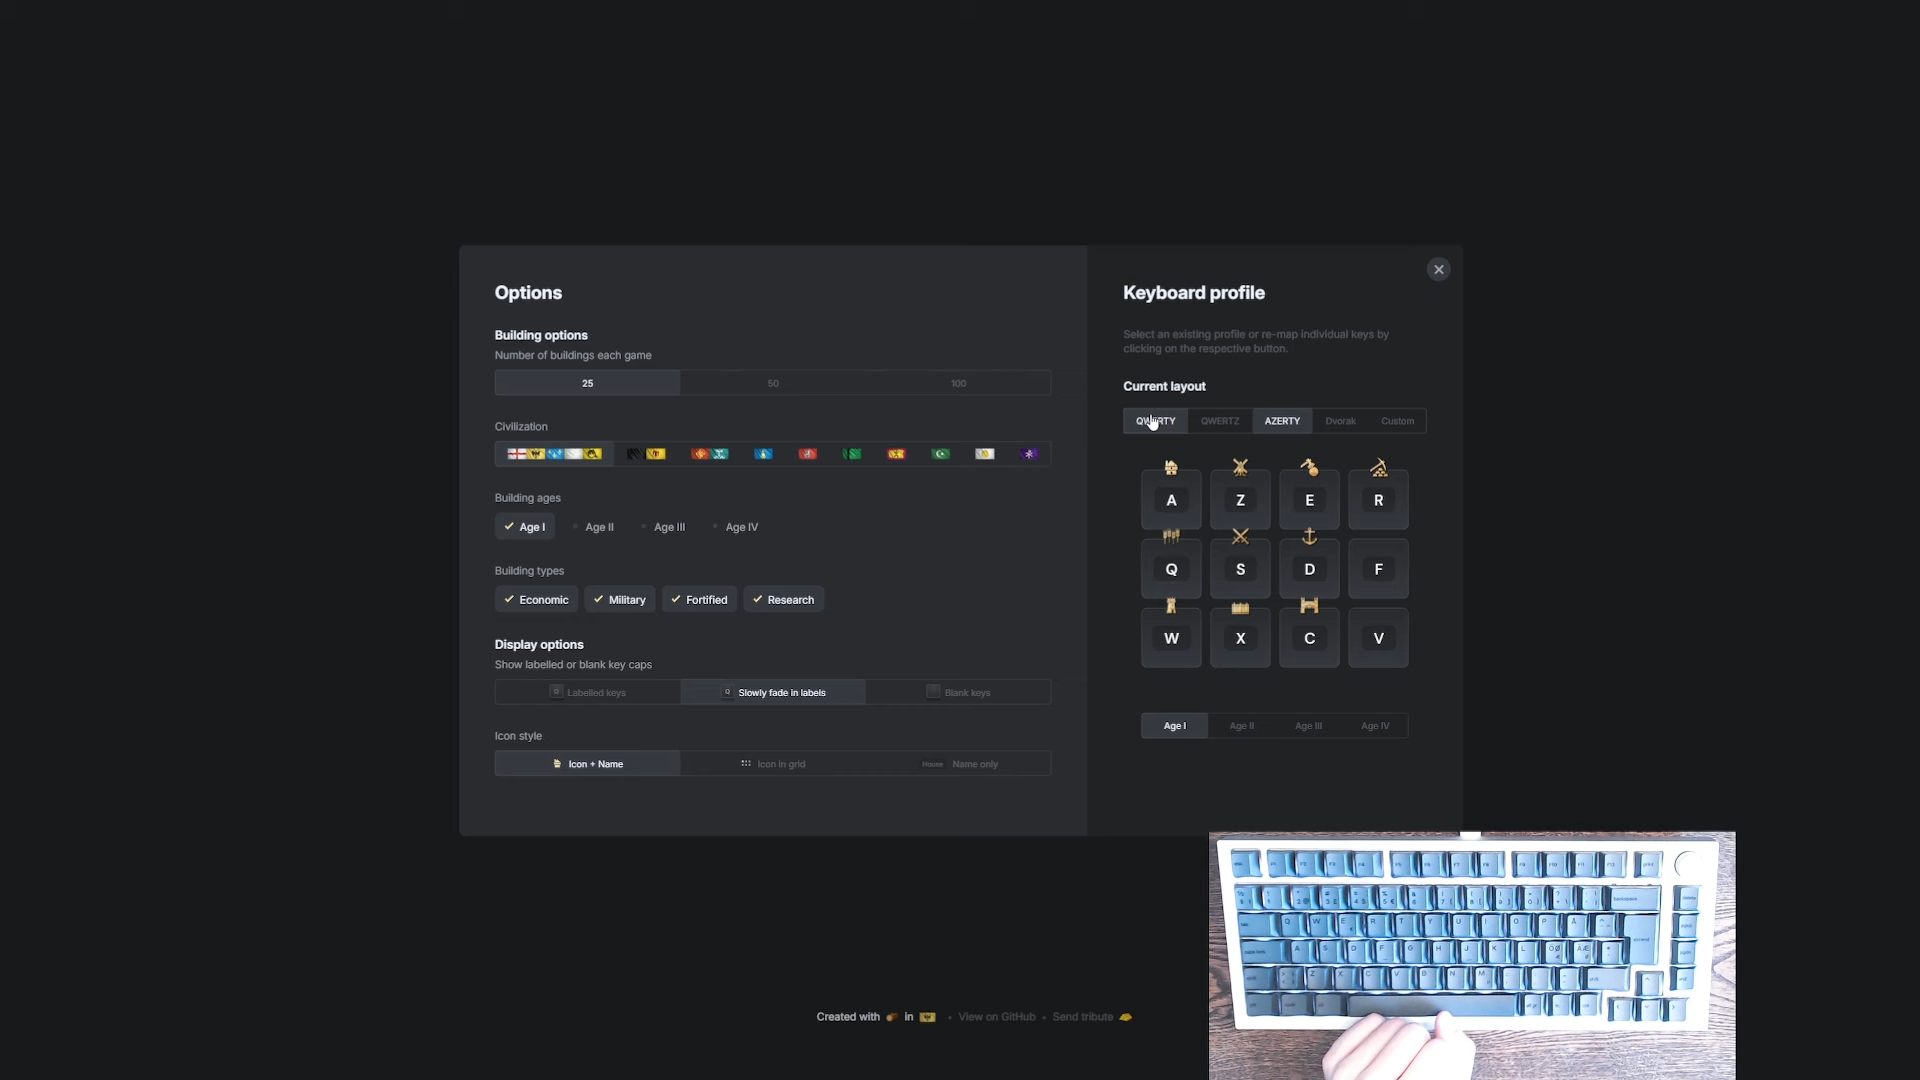 Options
Building options
Number of buildings each game
25 50 100
Civilization
Building ages
Age I Age II Age III Age IV
Building types
Economic Military Fortified Research
Display options
Show labelled or blank key caps
Labelled keys Q Slowly fade in labels Blank keys
Icon style
Icon + Name Icon in grid House Name only
Keyboard profile
Select an existing profile or re-map individual keys by
clicking on the respective button.
Current layout
QWERTY QWERTZ AZERTY Dvorak Custom
A Z E R
Q S D F
W X C V
Age I Age II Age III Age IV
Created with in • View on GitHub • Send tribute
Q W E R T Y U I O P Å
A S D F G H J K L
Z X C V B N M